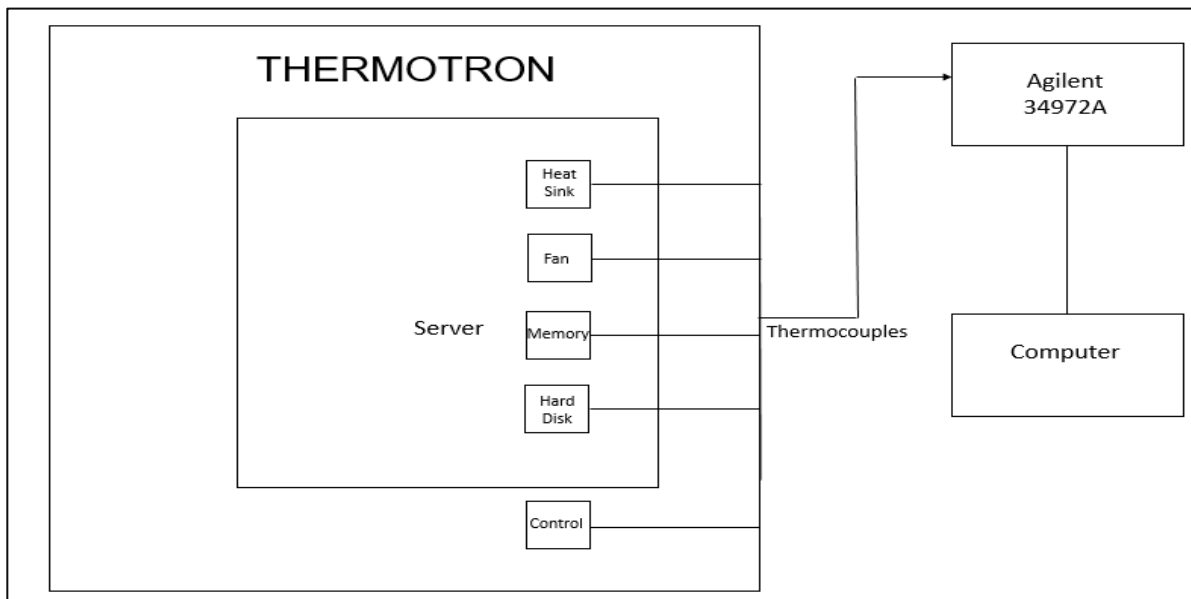 THERMOTRON
Agilent
34972A
Heat
Sink
Fan
Server
Memory
Thermocouples
Computer
Hard
Disk
Control